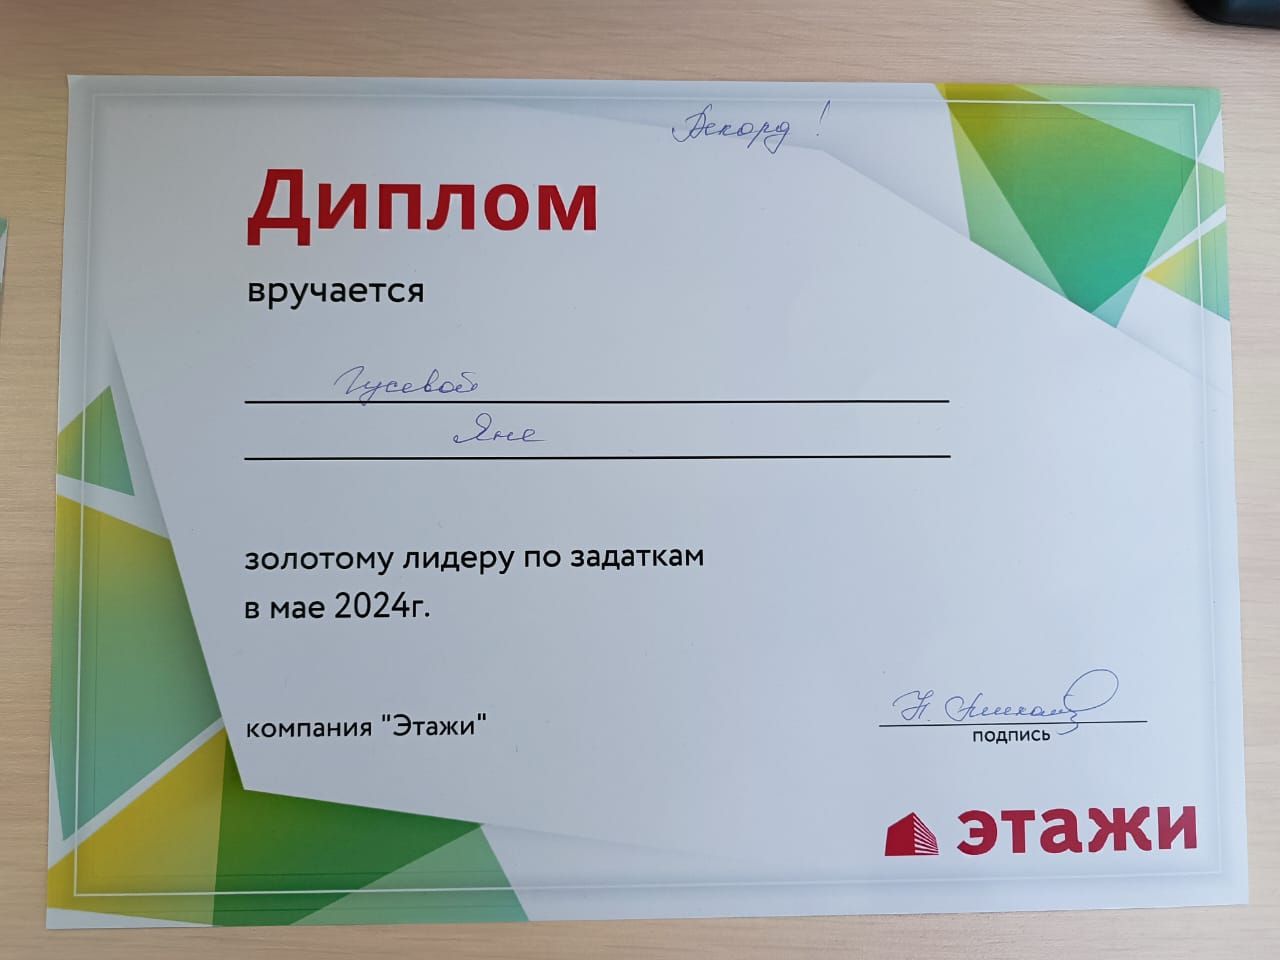 Рекорд!
Диплом
вручается
Гусевой
Яне
золотому лидеру по задаткам
в мае 2024г.
компания "Этажи"
подпись
этажи